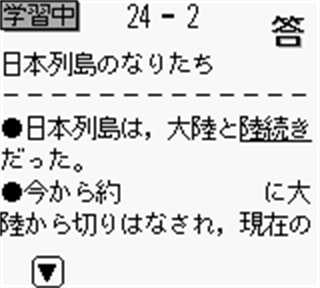 学習中 24-2 答
日本列島のなりたち
●日本列島は，大陸と陸続き
だった。
●今から約　　　　　に大
陸から切りはなされ，現在の
▼